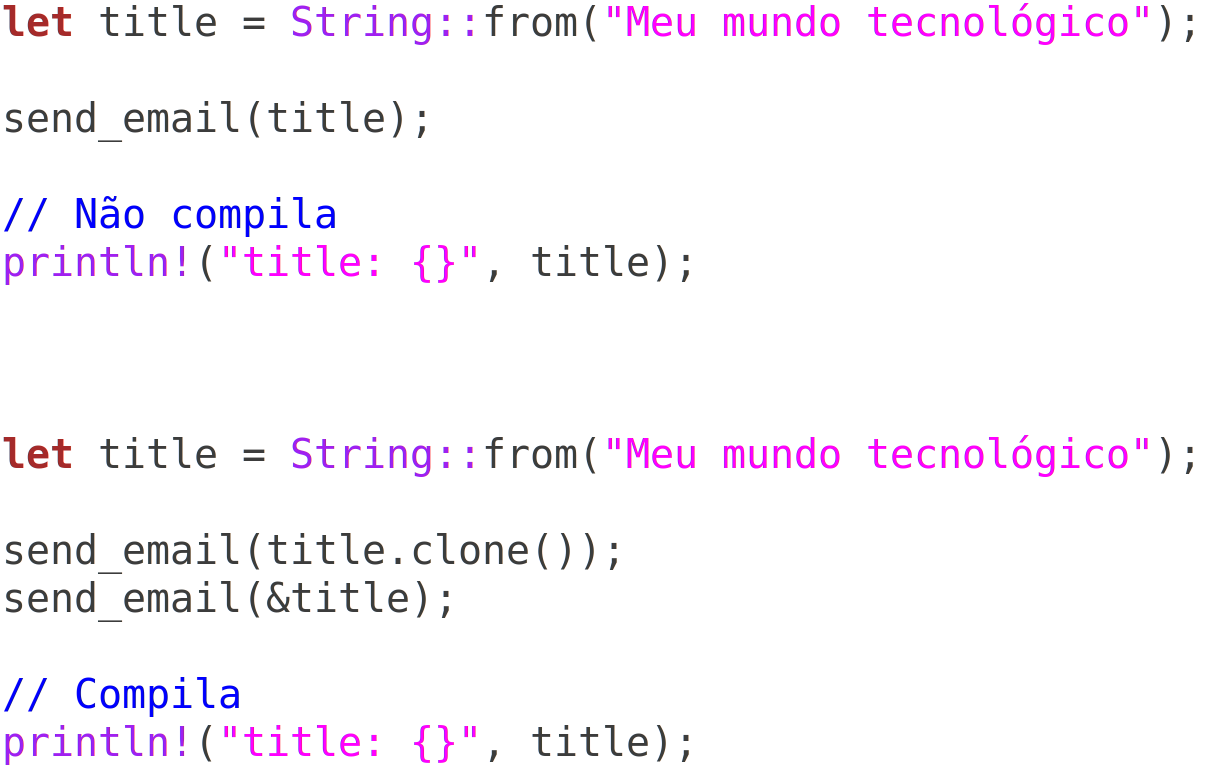 let title = String::from("Meu mundo tecnológico");
send_email(title);
// Não compila
println!("title: {}", title);
let title = String::from("Meu mundo tecnológico");
send_email(title.clone());
send_email(&title);
// Compila
println!("title: {}", title);